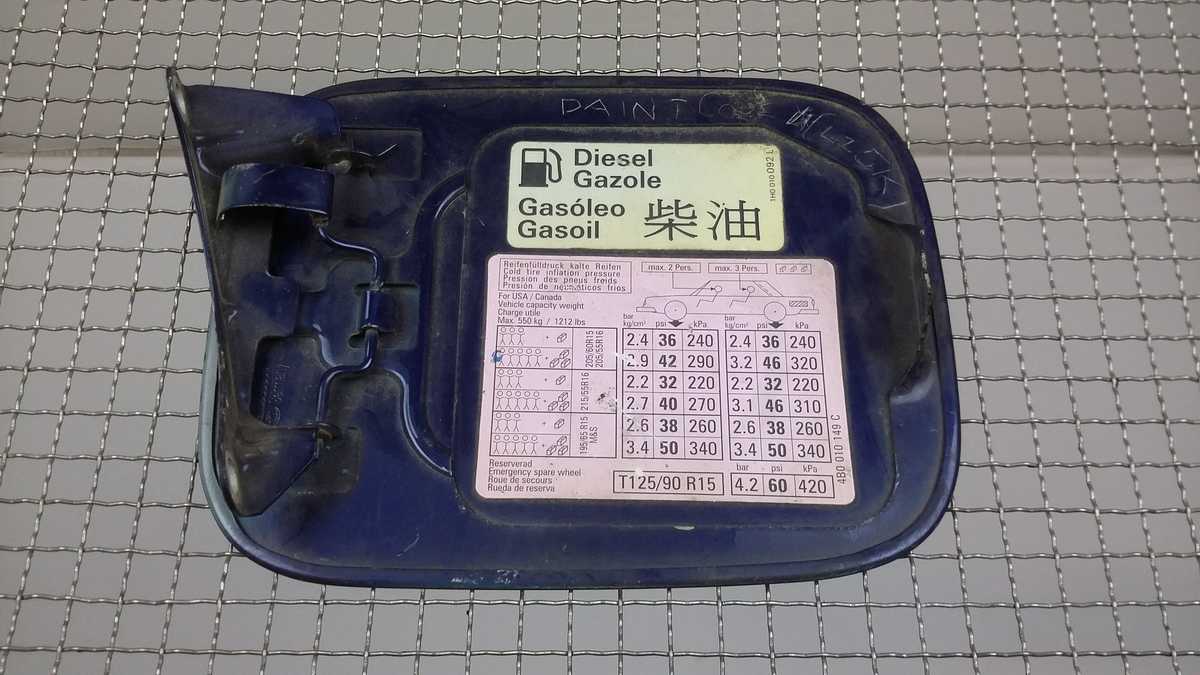 PAINT
Diesel
Gazole
Gasóleo
Gasoil
柴油
1H0 010 092 L
Reifenfülldruck kalte Reifen
Cold tire inflation pressure
Pression des pneus froids
Presión de neumáticos frios
max. 2 Pers.
max. 3 Pers.
For USA / Canada
Vehicle capacity weight
Charge utile
Max. 550 kg / 1212 lbs
bar kg/cm² psi kPa bar kg/cm² psi kPa
205/60R15
205/55R16
2.4 36 240 2.4 36 240
2.9 42 290 3.2 46 320
215/55R16
2.2 32 220 2.2 32 220
2.7 40 270 3.1 46 310
195/65 R15
M&S
2.6 38 260 2.6 38 260
3.4 50 340 3.4 50 340
Reserverad
Emergency spare wheel
Roue de secours
Rueda de reserva
T125/90 R15
bar psi kPa
4.2 60 420
4B0 010 149 C